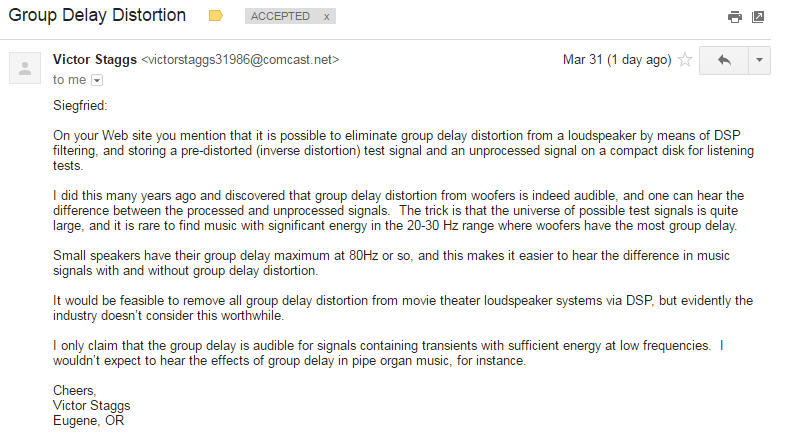 Group Delay Distortion ACCEPTED x
Victor Staggs <victorstaggs31986@comcast.net> Mar 31 (1 day ago)
to me
Siegfried:
On your Web site you mention that it is possible to eliminate group delay distortion from a loudspeaker by means of DSP
filtering, and storing a pre-distorted (inverse distortion) test signal and an unprocessed signal on a compact disk for listening
tests.
I did this many years ago and discovered that group delay distortion from woofers is indeed audible, and one can hear the
difference between the processed and unprocessed signals.  The trick is that the universe of possible test signals is quite
large, and it is rare to find music with significant energy in the 20-30 Hz range where woofers have the most group delay.
Small speakers have their group delay maximum at 80Hz or so, and this makes it easier to hear the difference in music
signals with and without group delay distortion.
It would be feasible to remove all group delay distortion from movie theater loudspeaker systems via DSP, but evidently the
industry doesn't consider this worthwhile.
I only claim that the group delay is audible for signals containing transients with sufficient energy at low frequencies.  I
wouldn't expect to hear the effects of group delay in pipe organ music, for instance.
Cheers,
Victor Staggs
Eugene, OR